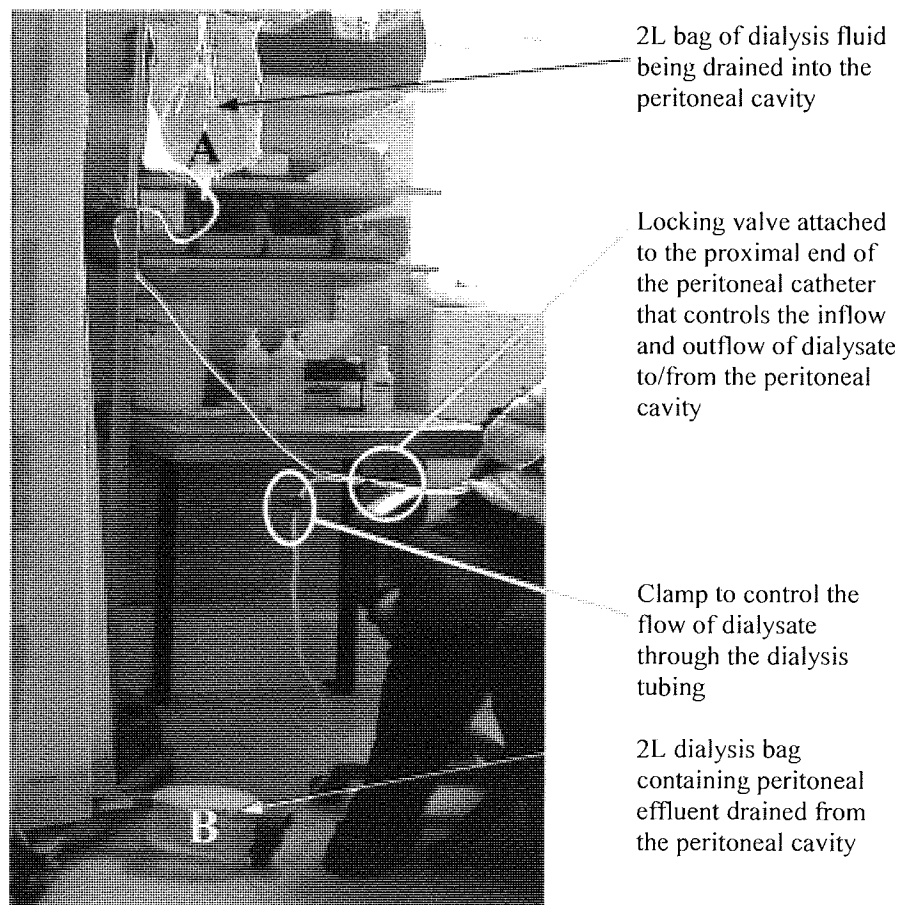 2L bag of dialysis fluid
being drained into the
peritoneal cavity
A
Locking valve attached
to the proximal end of
the peritoneal catheter
that controls the inflow
and outflow of dialysate
to/from the peritoneal
cavity
Clamp to control the
flow of dialysate
through the dialysis
tubing
2L dialysis bag
containing peritoneal
effluent drained from
the peritoneal cavity
B